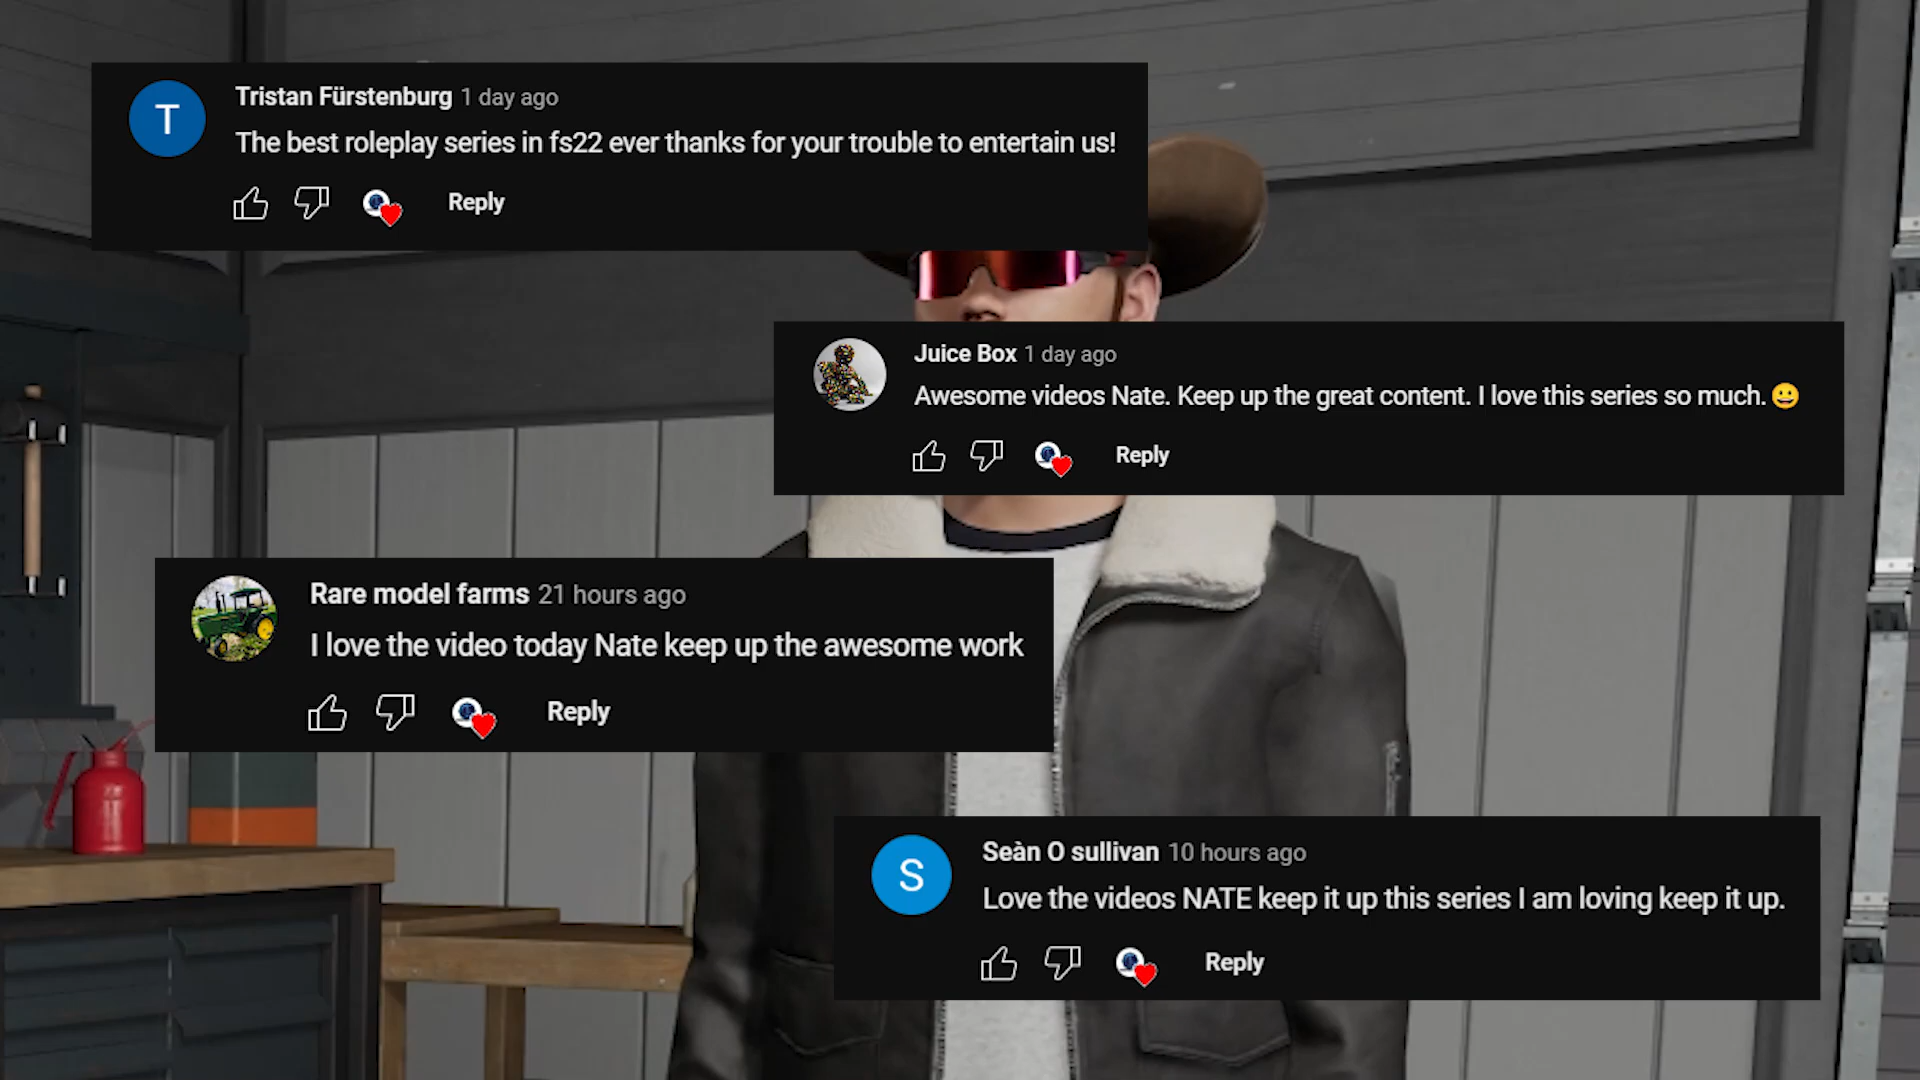 T
Tristan Fürstenburg 1 day ago
The best roleplay series in fs22 ever thanks for your trouble to entertain us!
Reply
Juice Box 1 day ago
Awesome videos Nate. Keep up the great content. I love this series so much.😀
Reply
Rare model farms 21 hours ago
I love the video today Nate keep up the awesome work
Reply
S
Seàn O sullivan 10 hours ago
Love the videos NATE keep it up this series I am loving keep it up.
Reply